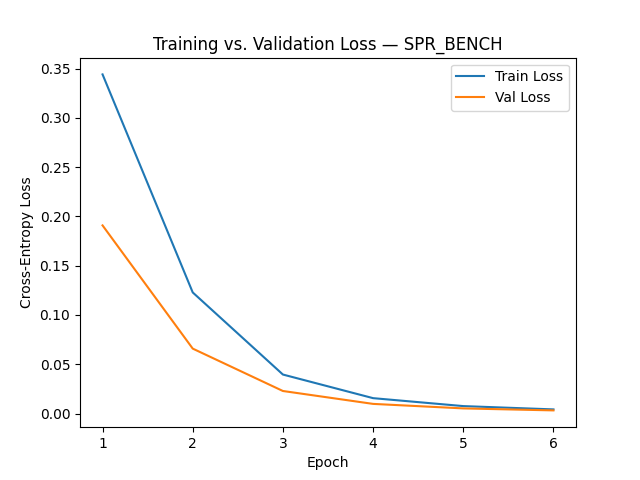 Training vs. Validation Loss — SPR_BENCH
Train Loss
Val Loss
Cross-Entropy Loss
0.35
0.30
0.25
0.20
0.15
0.10
0.05
0.00
1 2 3 4 5 6
Epoch